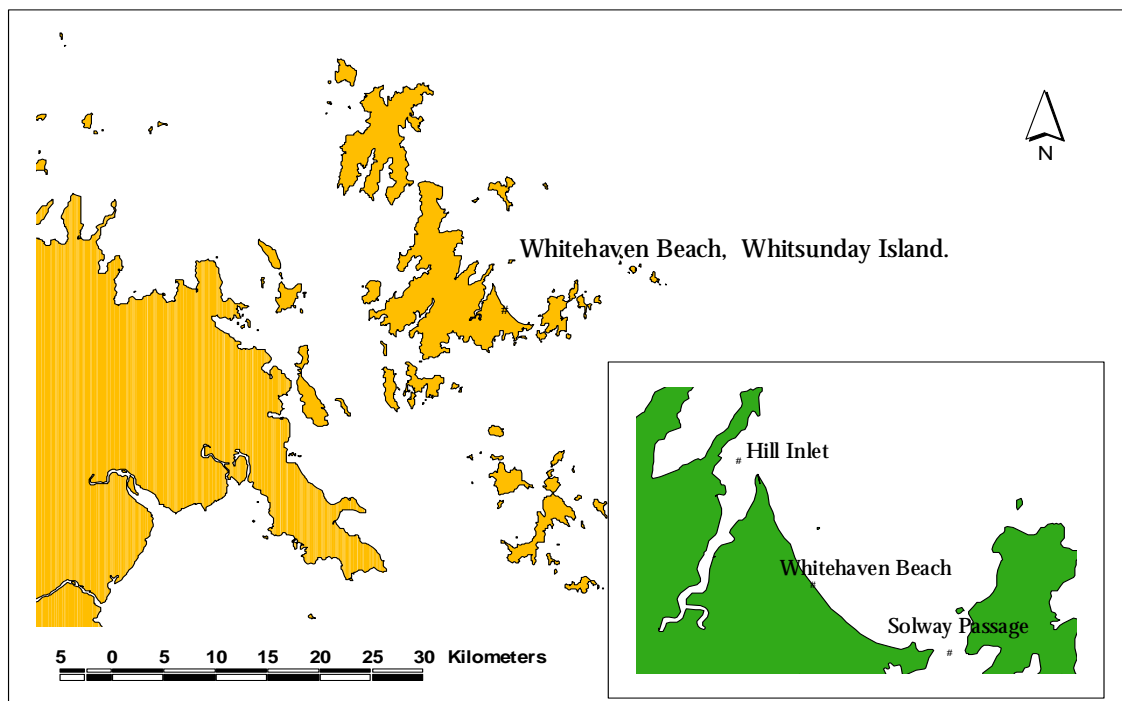 N
Whitehaven Beach, Whitsunday Island.
Hill Inlet
Whitehaven Beach
Solway Passage
5 0 5 10 15 20 25 30 Kilometers